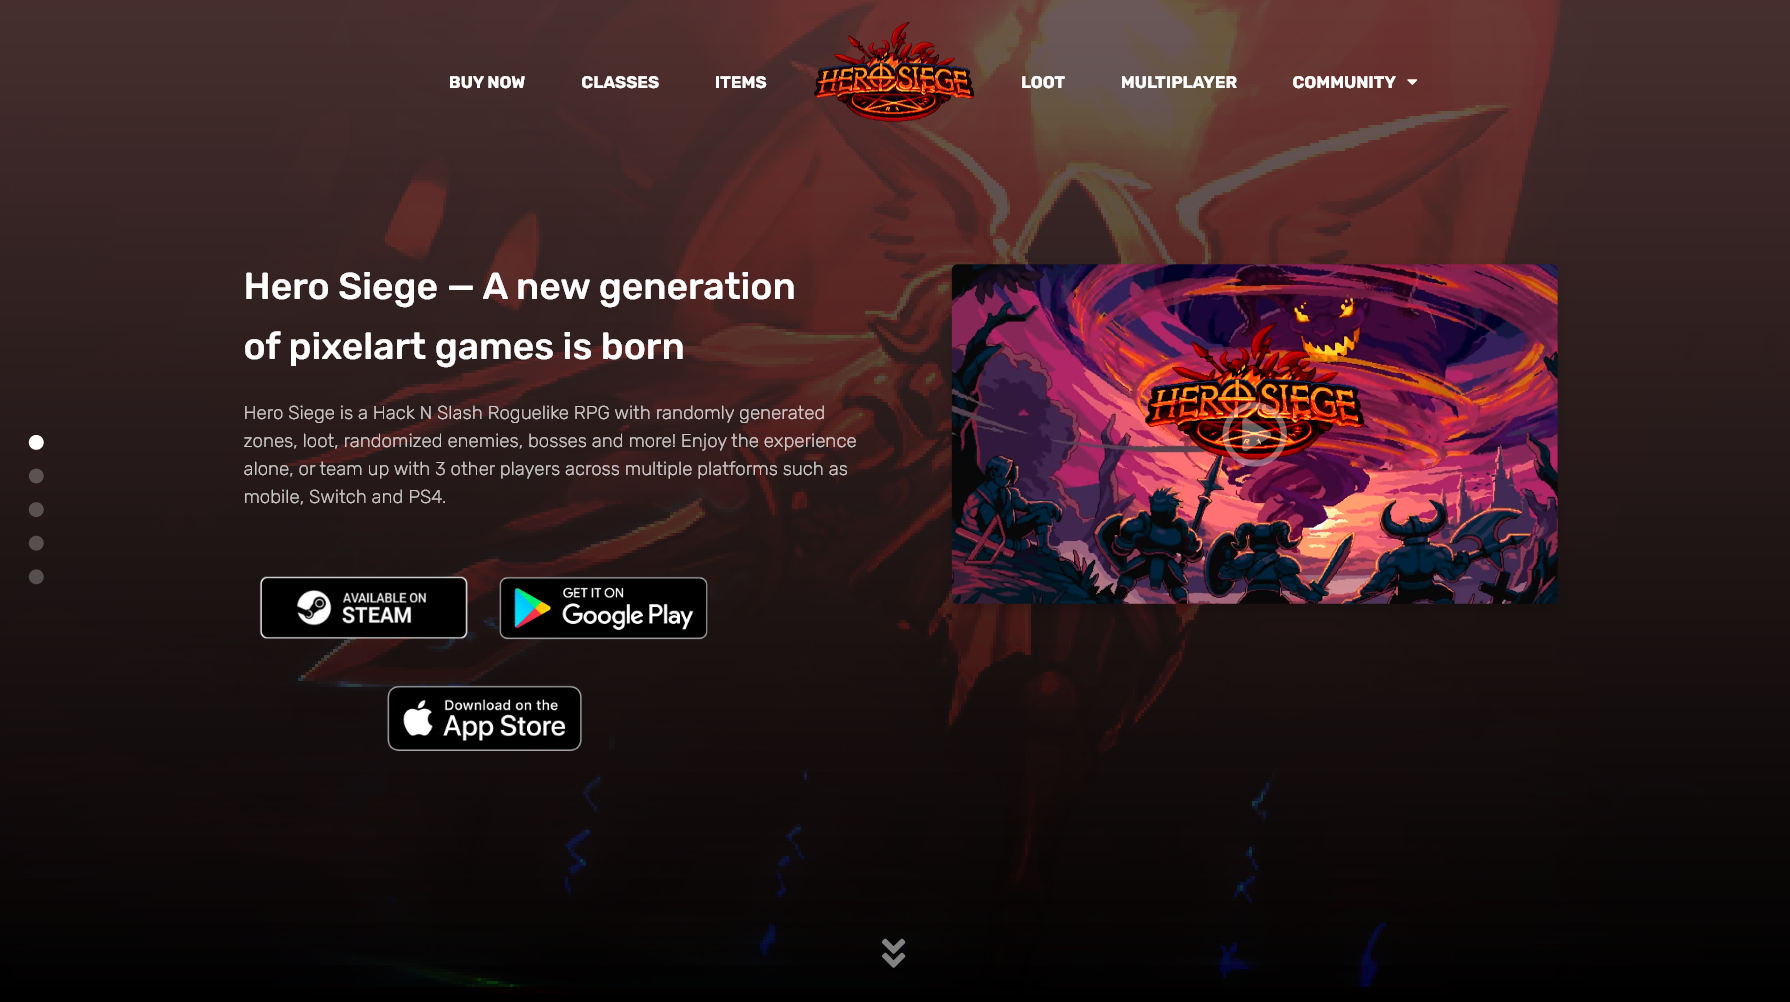 BUY NOW
CLASSES
ITEMS
HERO SIEGE
LOOT
MULTIPLAYER
COMMUNITY
Hero Siege — A new generation
of pixelart games is born
Hero Siege is a Hack N Slash Roguelike RPG with randomly generated
zones, loot, randomized enemies, bosses and more! Enjoy the experience
alone, or team up with 3 other players across multiple platforms such as
mobile, Switch and PS4.
HERO SIEGE
AVAILABLE ON
STEAM
GET IT ON
Google Play
Download on the
App Store